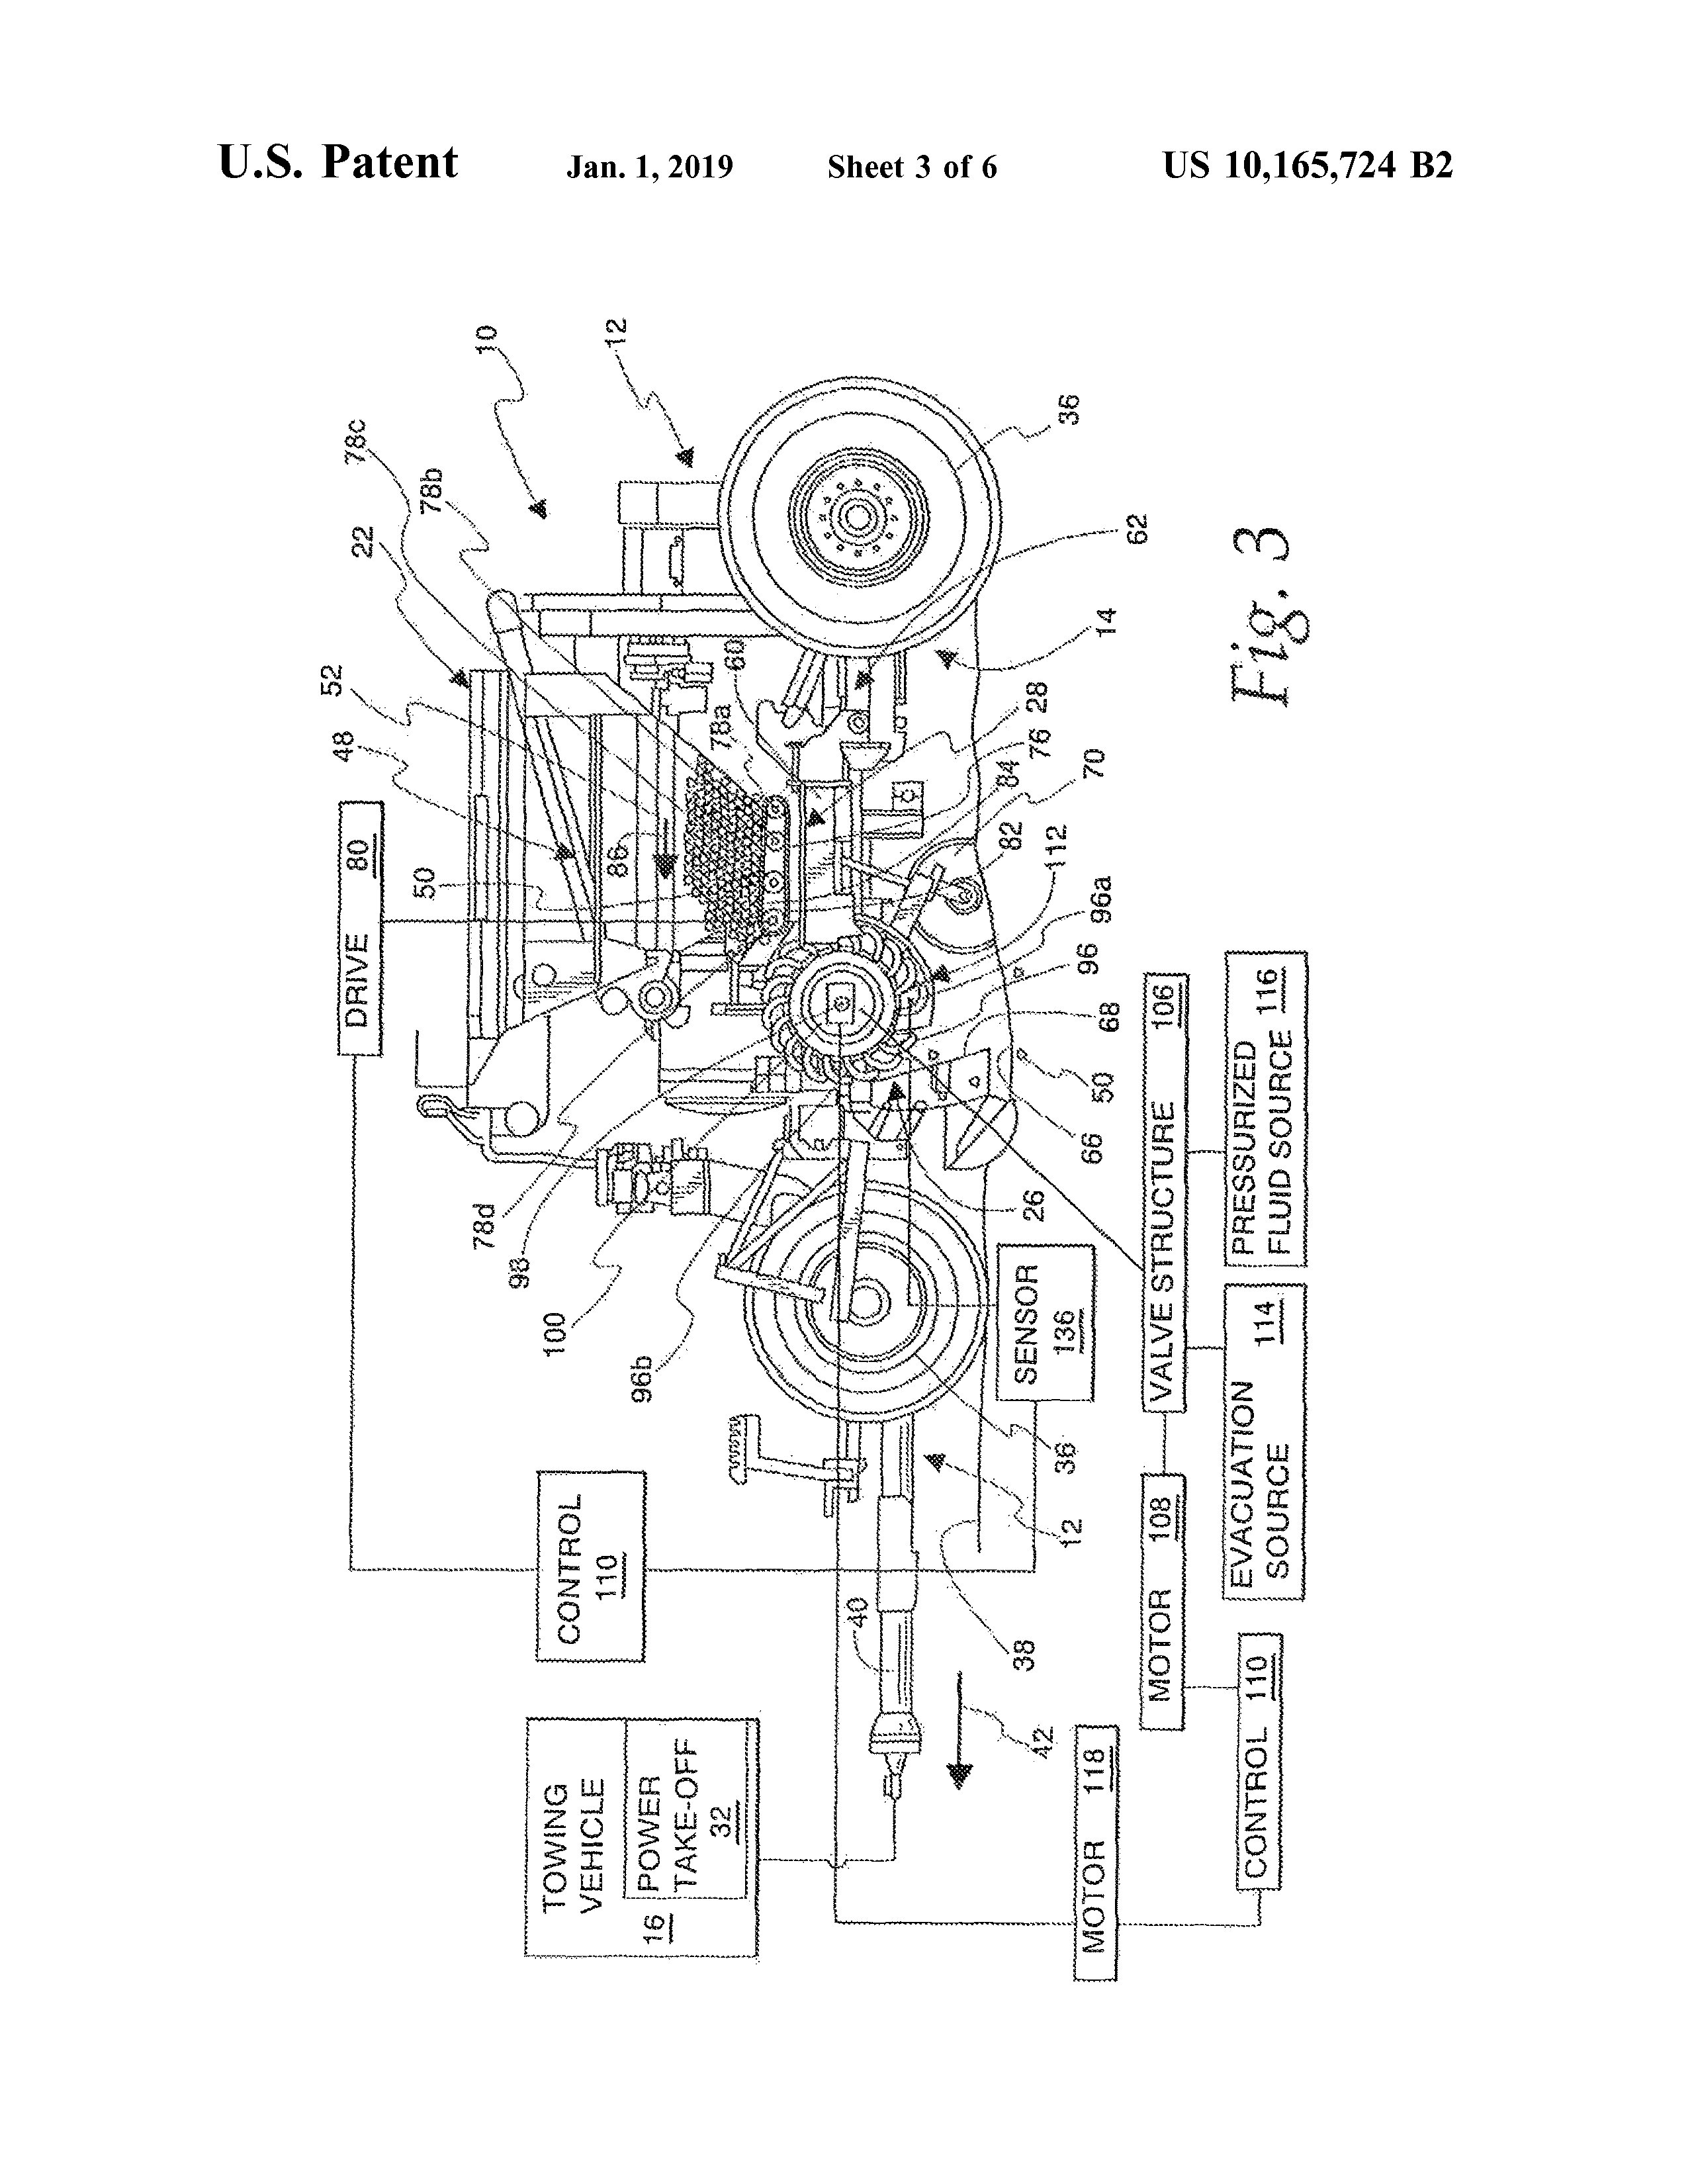 U.S. Patent Jan. 1, 2019 Sheet 3 of 6 US 10,165,724 B2
10
12
78c
78b
22
52
48
DRIVE 80
50
86
78a
60
36
62
14
28
76
84
70
82
112
96a
96
68
50
66
26
78d
98
100
96b
CONTROL
110
SENSOR
136
36
12
38
40
42
TOWING
VEHICLE
16
POWER
TAKE-OFF
32
VALVE STRUCTURE 106
PRESSURIZED
FLUID SOURCE 116
EVACUATION
SOURCE 114
MOTOR 108
MOTOR 118
CONTROL 110
Fig. 3